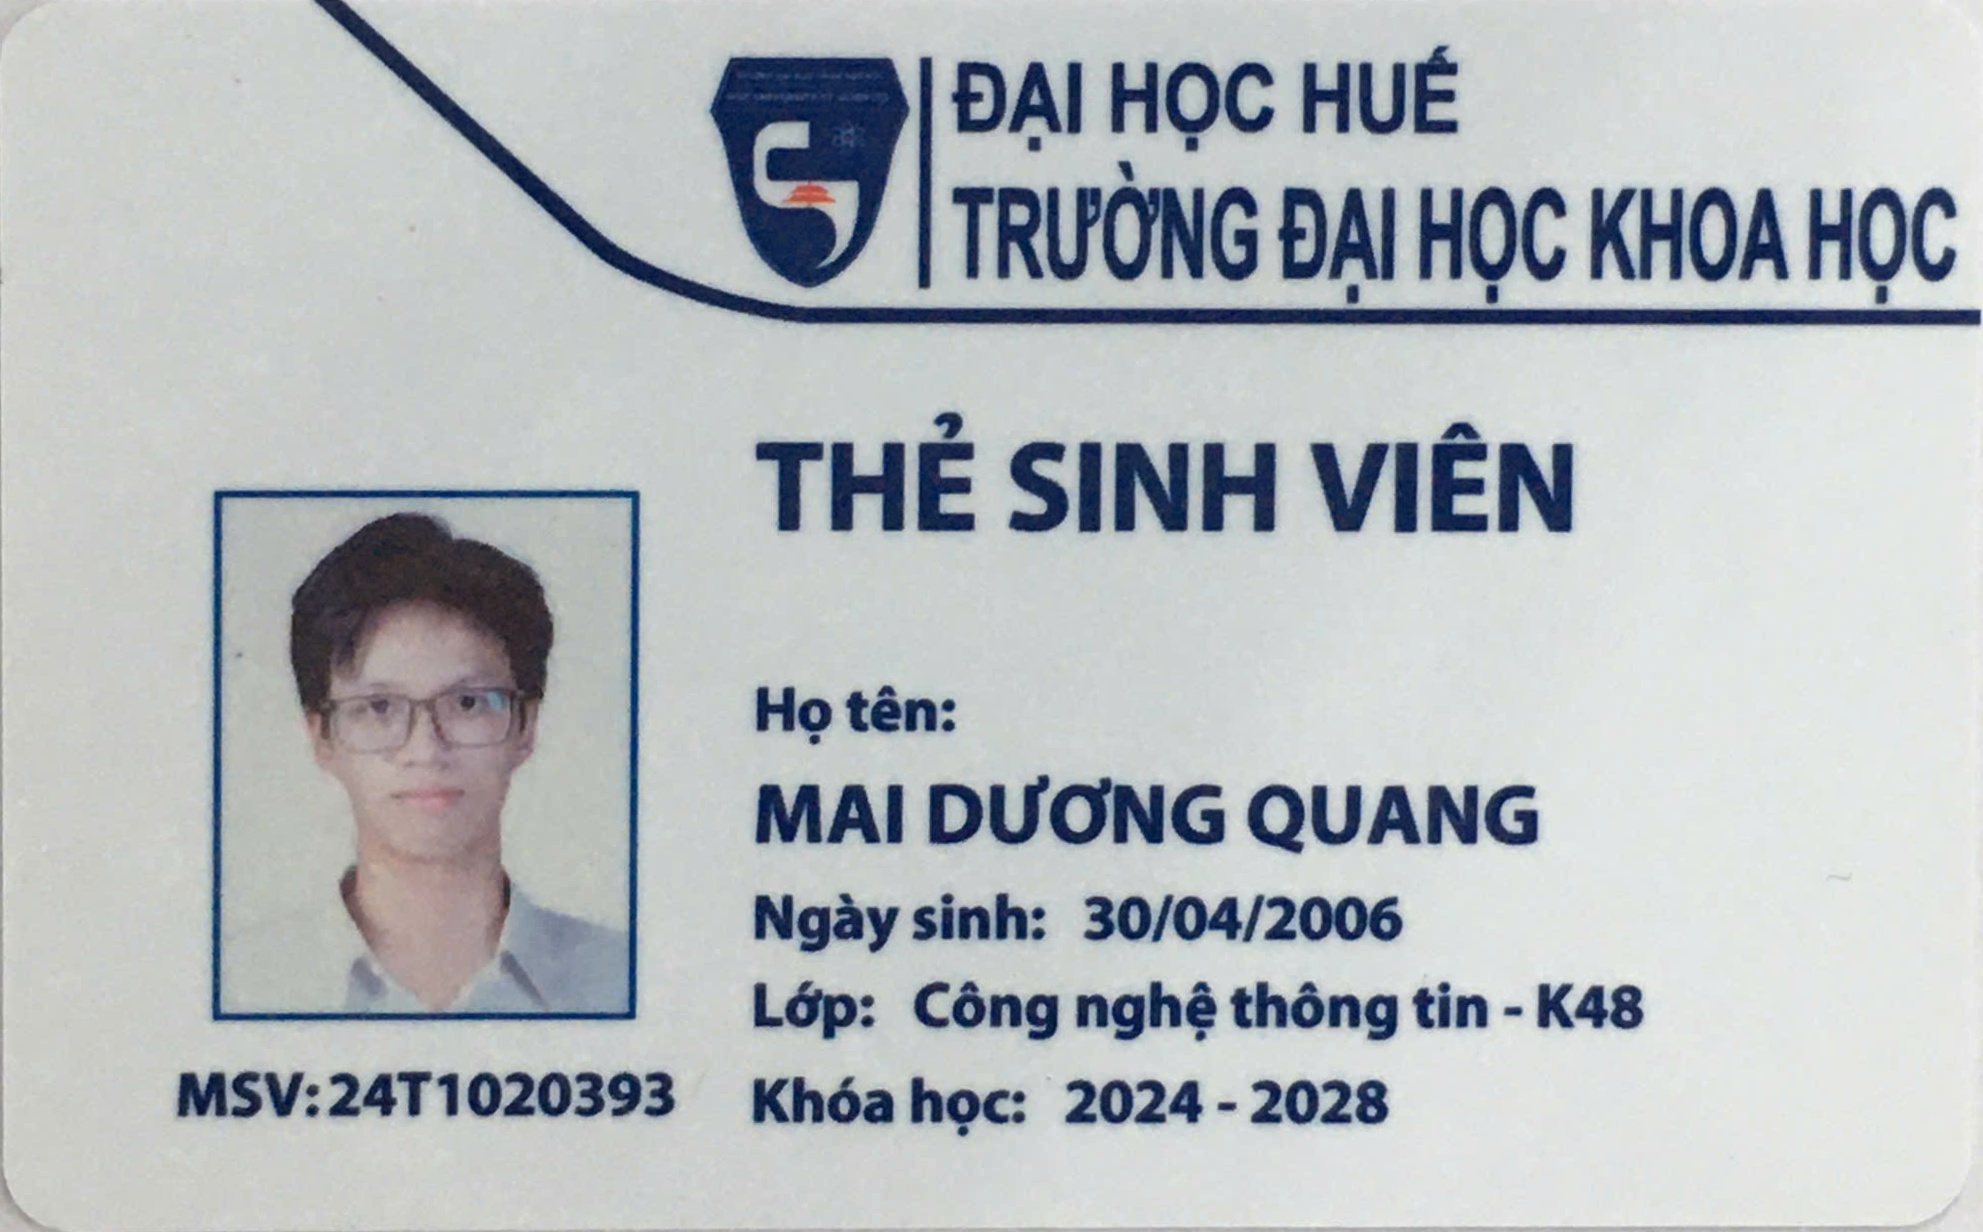 ĐẠI HỌC HUẾ
TRƯỜNG ĐẠI HỌC KHOA HỌC
THẺ SINH VIÊN
Họ tên:
MAI DƯƠNG QUANG
Ngày sinh: 30/04/2006
Lớp: Công nghệ thông tin - K48
MSV:24T1020393
Khóa học: 2024 - 2028